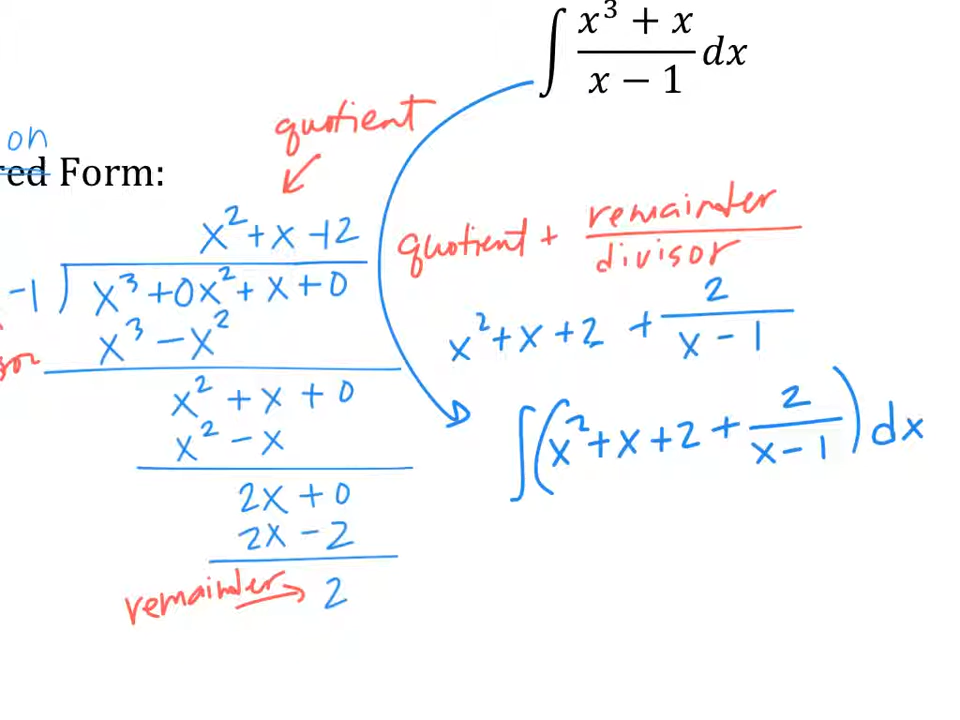 ∫ (x³ + x)/(x − 1) dx
quotient
on
red Form:
x² + x +2
−1 ) x³ + 0x² + x + 0
x³ − x²
x² + x + 0
x² − x
2x + 0
2x − 2
remainder → 2
quotient + remainder/divisor
x² + x + 2 + 2/(x − 1)
∫(x² + x + 2 + 2/(x − 1)) dx